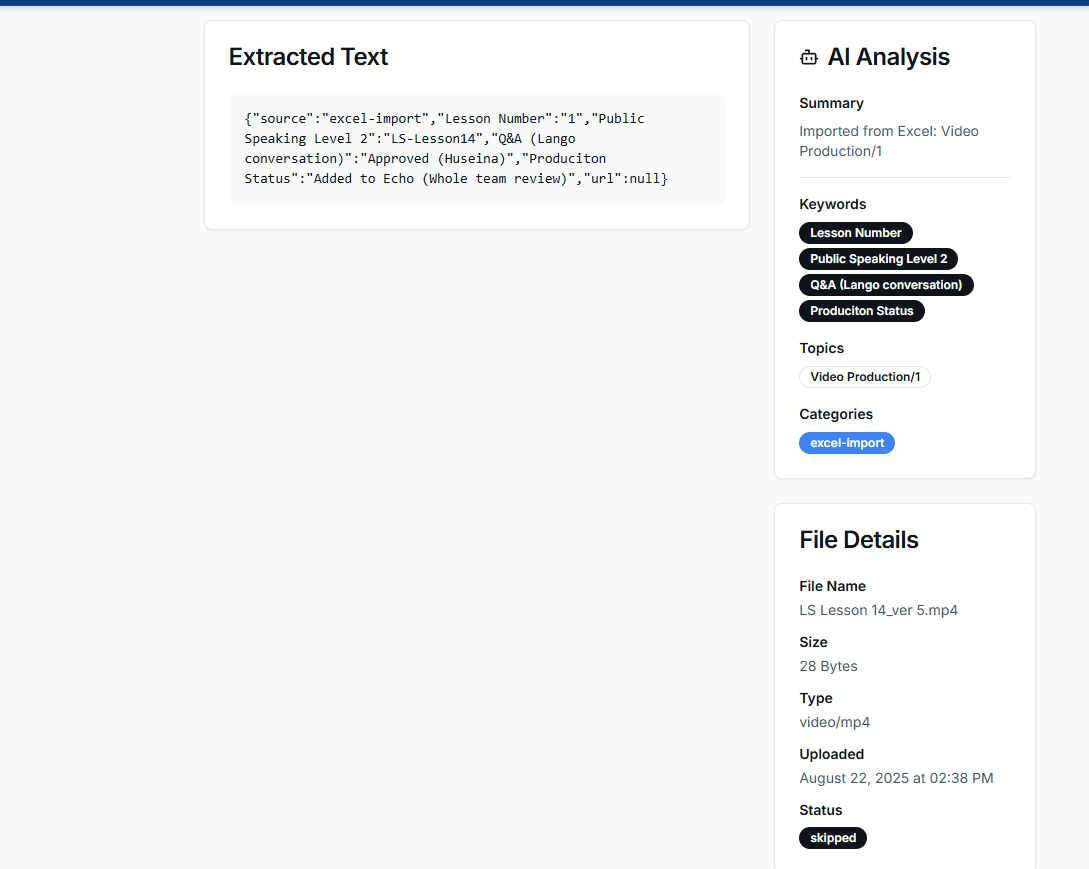 Extracted Text
{"source":"excel-import","Lesson Number":"1","Public
Speaking Level 2":"LS-Lesson14","Q&A (Lango
conversation)":"Approved (Huseina)","Produciton
Status":"Added to Echo (Whole team review)","url":null}
AI Analysis
Summary
Imported from Excel: Video
Production/1
Keywords
Lesson Number
Public Speaking Level 2
Q&A (Lango conversation)
Produciton Status
Topics
Video Production/1
Categories
excel-import
File Details
File Name
LS Lesson 14_ver 5.mp4
Size
28 Bytes
Type
video/mp4
Uploaded
August 22, 2025 at 02:38 PM
Status
skipped